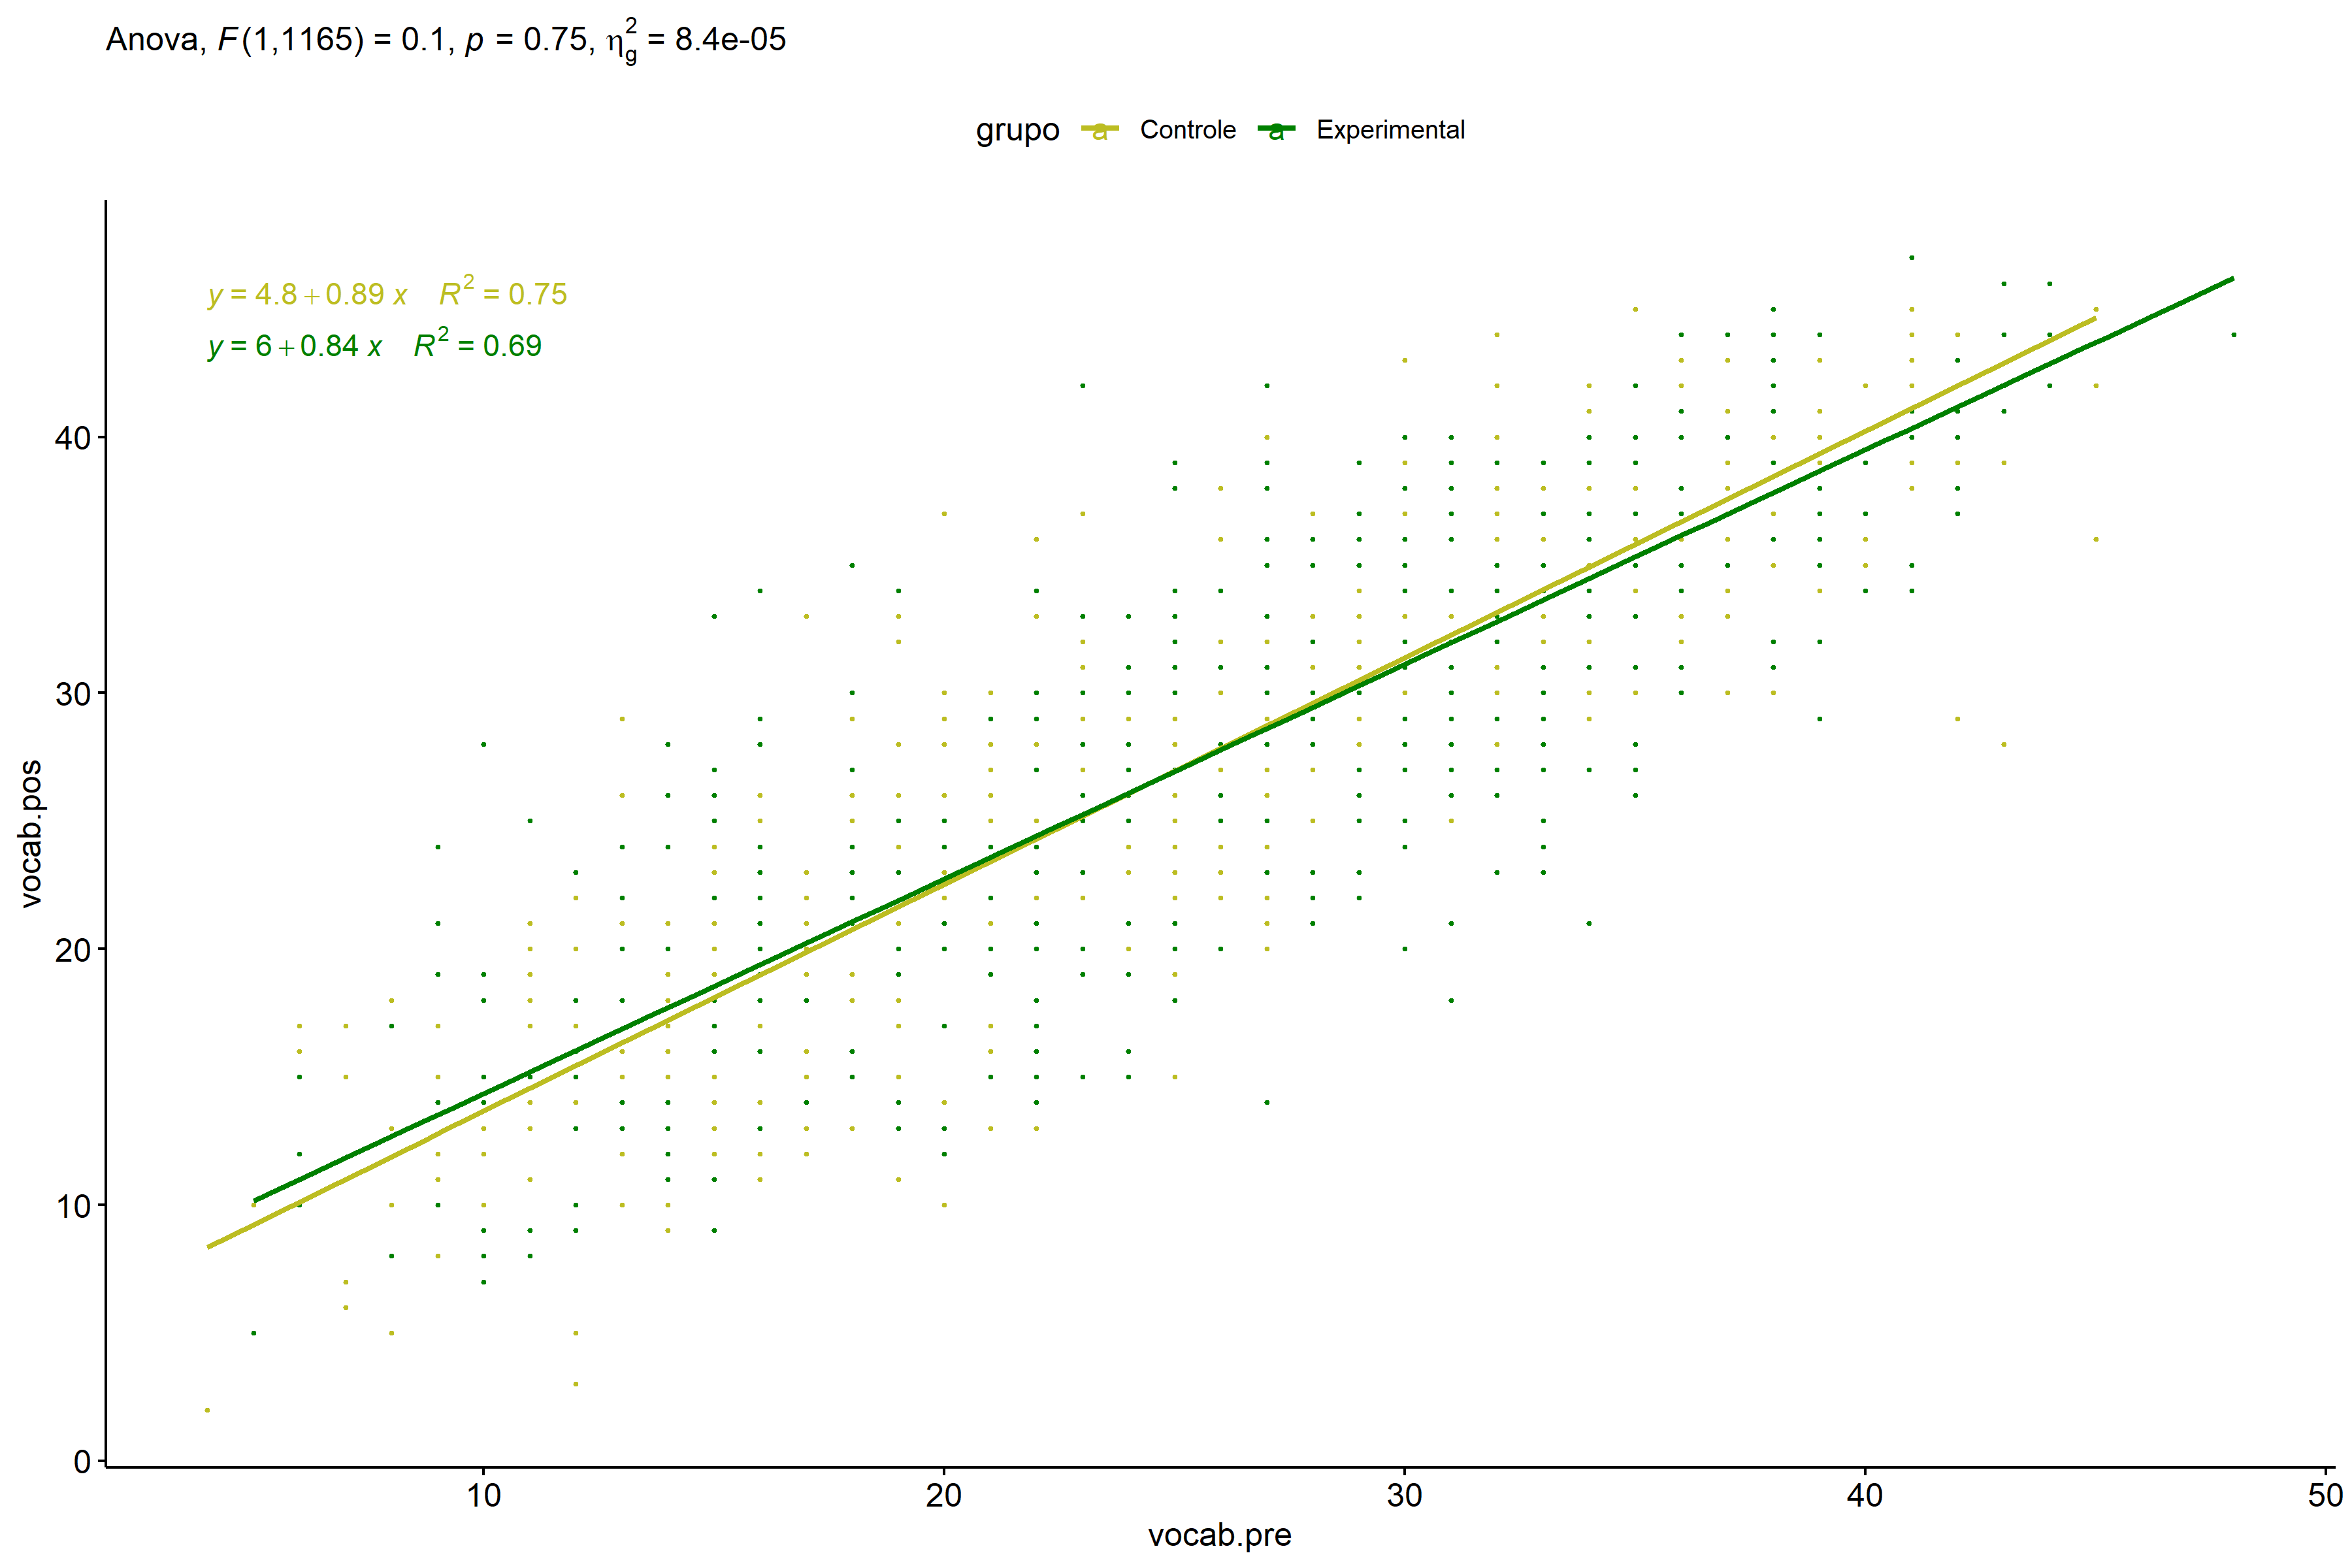 Anova, F(1,1165) = 0.1, p = 0.75, η²g = 8.4e-05
grupo a Controle a Experimental
y = 4.8 + 0.89 x R² = 0.75
y = 6 + 0.84 x R² = 0.69
40
30
20
10
0
vocab.pos
10 20 30 40 50
vocab.pre